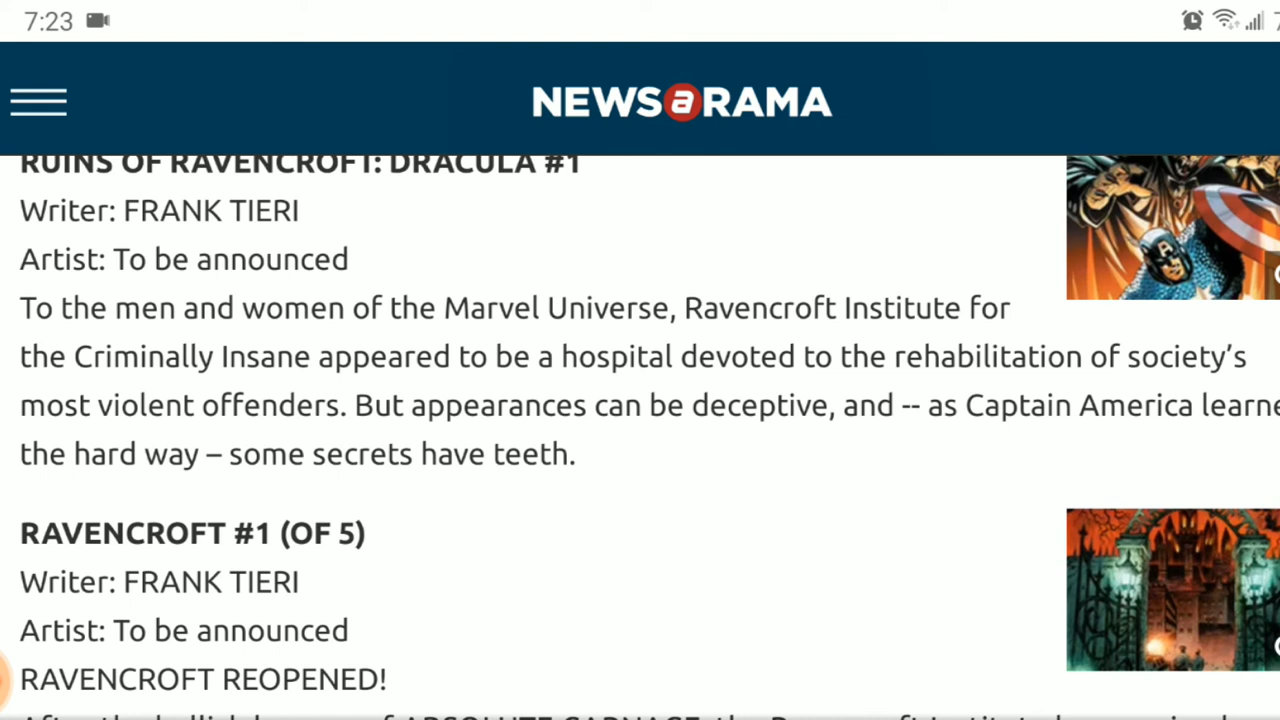 7:23
NEWSaRAMA
RUINS OF RAVENCROFT: DRACULA #1
Writer: FRANK TIERI
Artist: To be announced
To the men and women of the Marvel Universe, Ravencroft Institute for
the Criminally Insane appeared to be a hospital devoted to the rehabilitation of society’s
most violent offenders. But appearances can be deceptive, and -- as Captain America learne
the hard way – some secrets have teeth.
RAVENCROFT #1 (OF 5)
Writer: FRANK TIERI
Artist: To be announced
RAVENCROFT REOPENED!